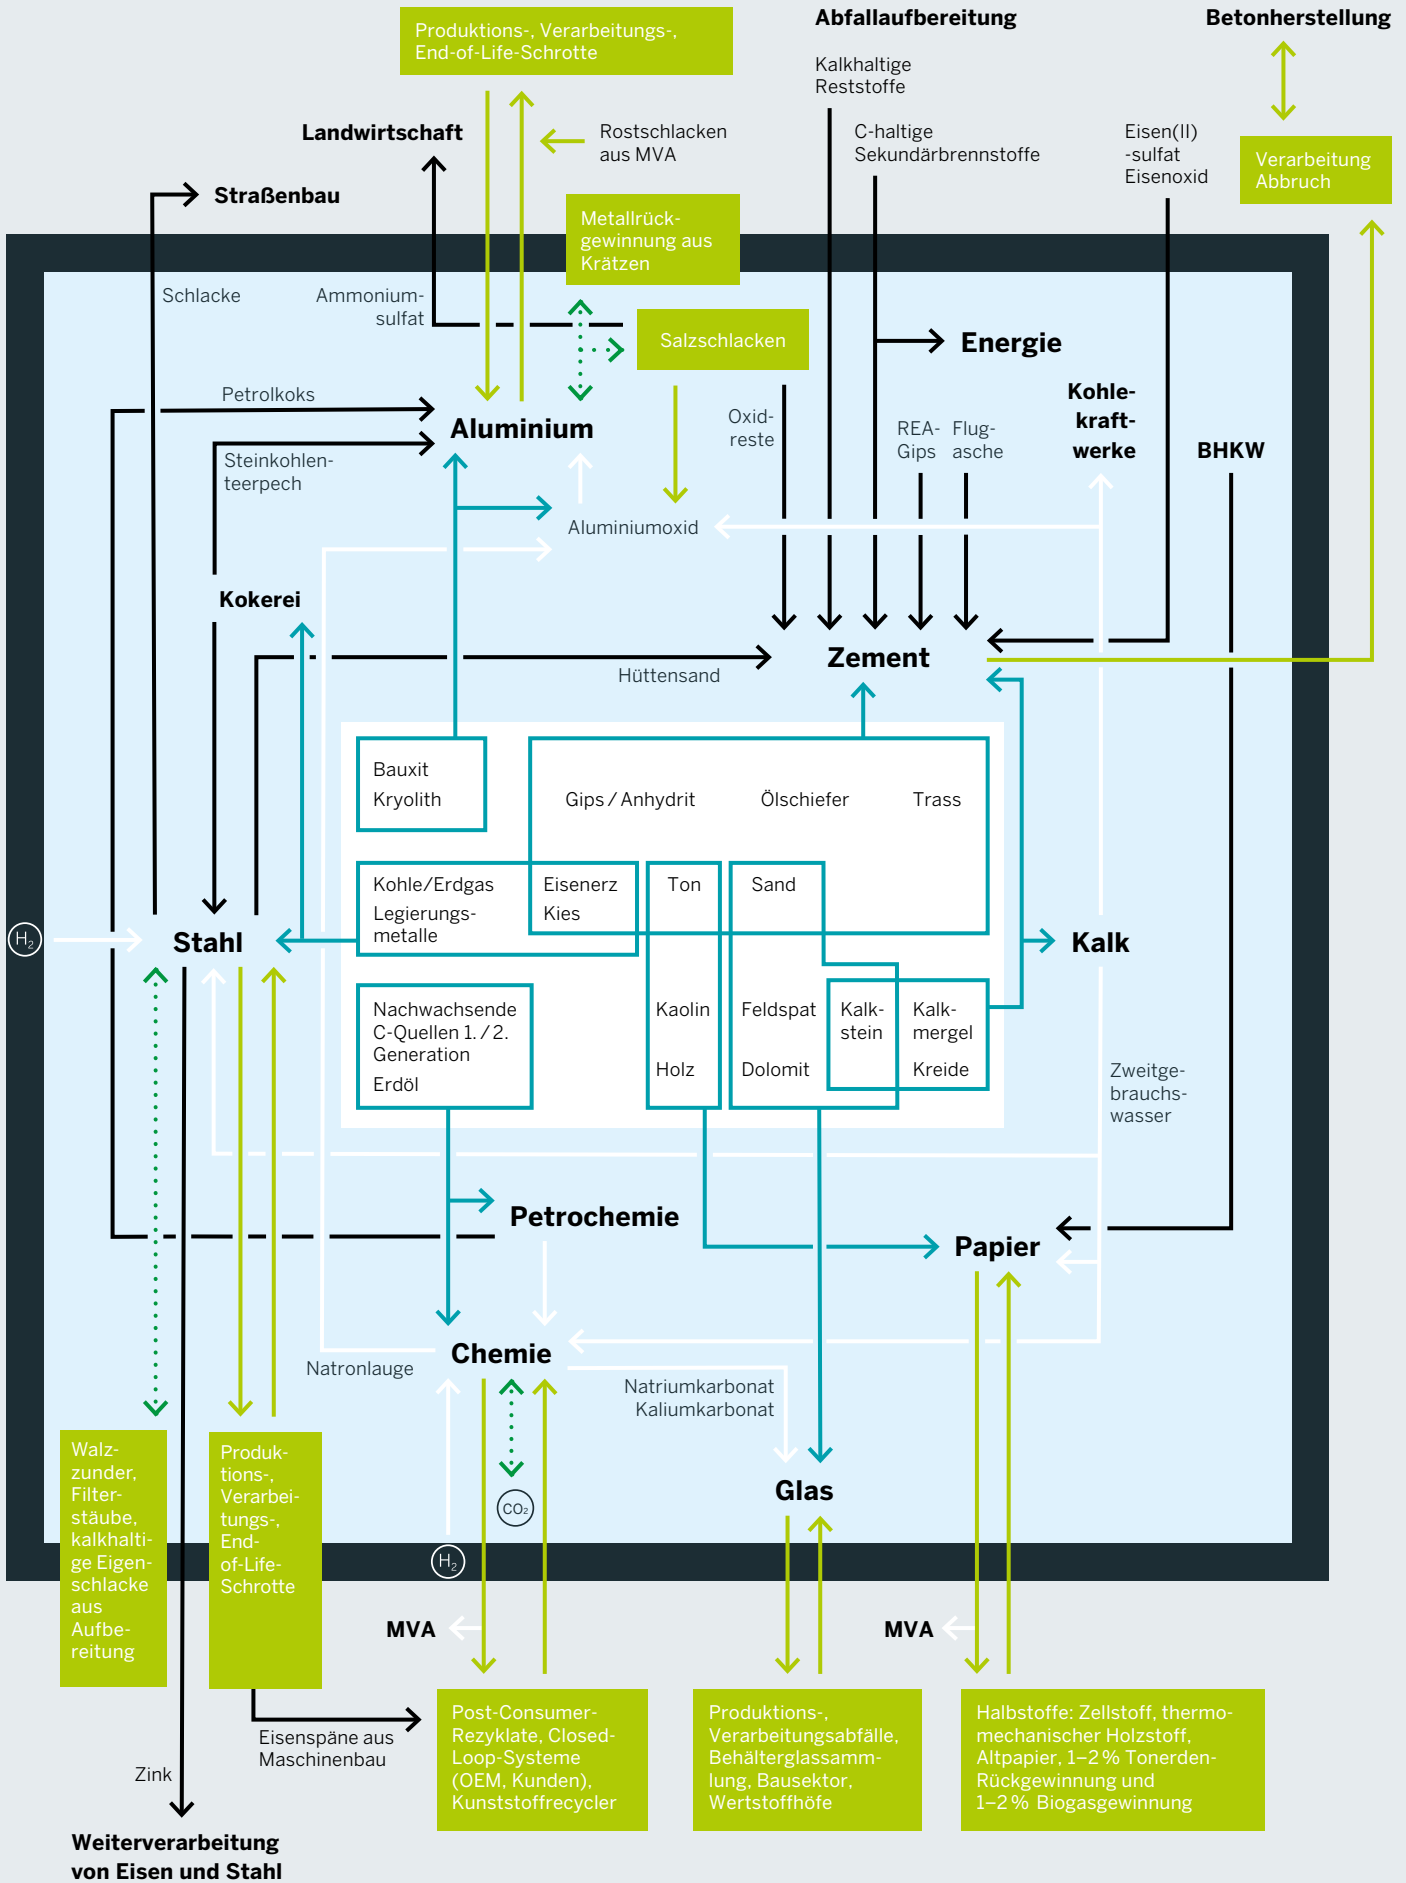 Produktions-, Verarbeitungs-,
End-of-Life-Schrotte
Abfallaufbereitung
Betonherstellung
Kalkhaltige
Reststoffe
Landwirtschaft
Rostschlacken
aus MVA
C-haltige
Sekundärbrennstoffe
Eisen(II)
-sulfat
Eisenoxid
Verarbeitung
Abbruch
Straßenbau
Metallrück-
gewinnung aus
Krätzen
Schlacke
Ammonium-
sulfat
Salzschlacken
Energie
Petrolkoks
Kohle-
kraft-
werke
Aluminium
Oxid-
reste
REA-
Gips
Flug-
asche
BHKW
Steinkohlen-
teerpech
Aluminiumoxid
Kokerei
Zement
Hüttensand
Bauxit
Kryolith
Gips / Anhydrit
Ölschiefer
Trass
Kohle/Erdgas
Legierungs-
metalle
Eisenerz
Kies
Ton
Sand
H2
Stahl
Kalk
Nachwachsende
C-Quellen 1. / 2.
Generation
Erdöl
Kaolin
Holz
Feldspat
Dolomit
Kalk-
stein
Kalk-
mergel
Kreide
Zweitge-
brauchs-
wasser
Petrochemie
Papier
Chemie
Natronlauge
Natriumkarbonat
Kaliumkarbonat
Walz-
zunder,
Filter-
stäube,
kalkhalti-
ge Eigen-
schlacke
aus
Aufbe-
reitung
Produk-
tions-,
Verarbei-
tungs-,
End-
of-Life-
Schrotte
CO2
Glas
H2
MVA
MVA
Eisenspäne aus
Maschinenbau
Post-Consumer-
Rezyklate, Closed-
Loop-Systeme
(OEM, Kunden),
Kunststoffrecycler
Produktions-,
Verarbeitungsabfälle,
Behälterglassamm-
lung, Bausektor,
Wertstoffhöfe
Halbstoffe: Zellstoff, thermo-
mechanischer Holzstoff,
Altpapier, 1–2 % Tonerden-
Rückgewinnung und
1–2 % Biogasgewinnung
Zink
Weiterverarbeitung
von Eisen und Stahl